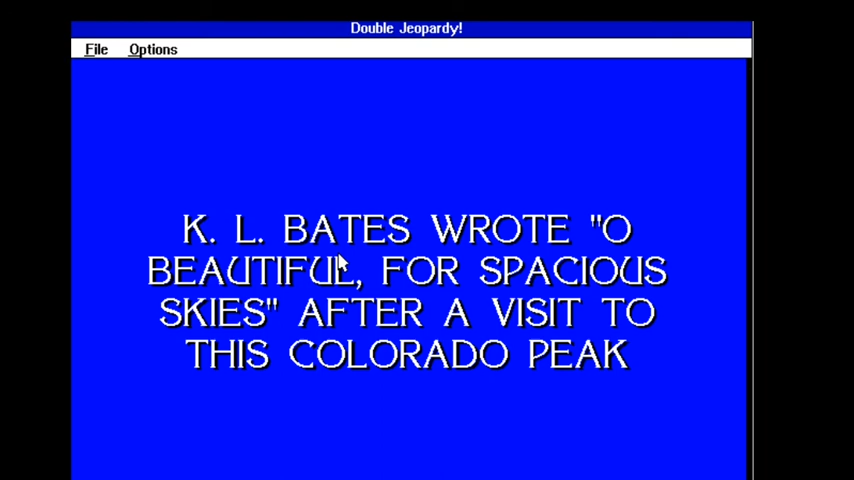 Double Jeopardy!
File Options
K. L. BATES WROTE "O
BEAUTIFUL, FOR SPACIOUS
SKIES" AFTER A VISIT TO
THIS COLORADO PEAK